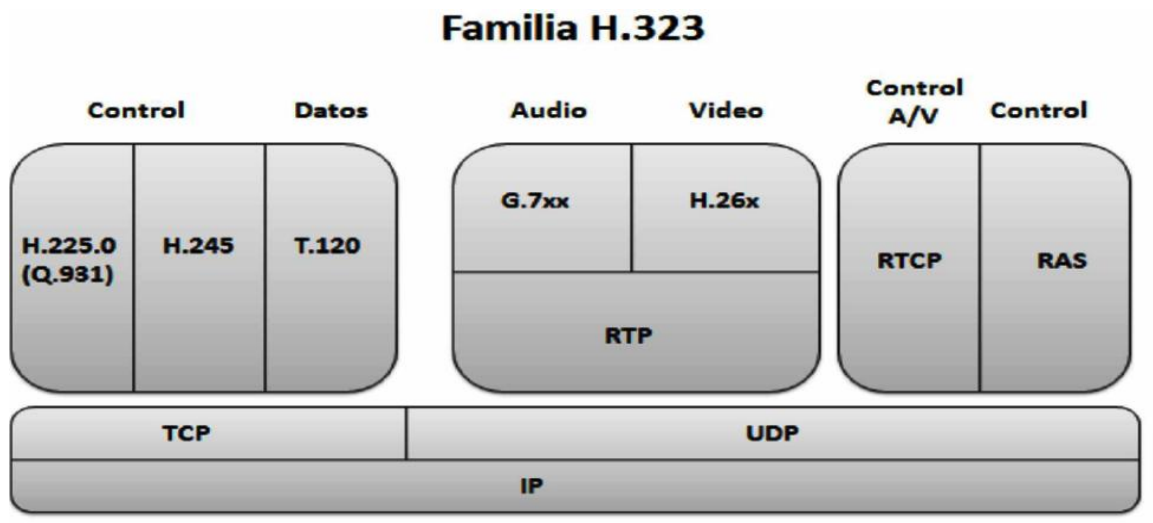 Familia H.323
Control
Datos
Audio
Video
Control
A/V
Control
H.225.0
(Q.931)
H.245
T.120
G.7xx
H.26x
RTP
RTCP
RAS
TCP
UDP
IP